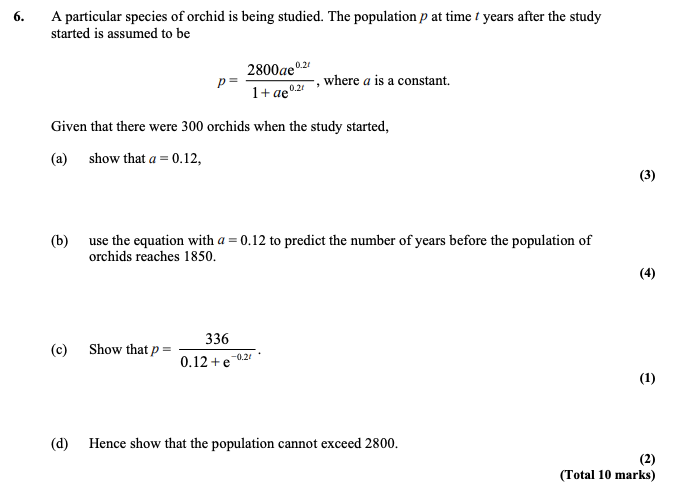 6. A particular species of orchid is being studied. The population p at time t years after the study
started is assumed to be
p = 2800ae^0.2t / 1 + ae^0.2t , where a is a constant.
Given that there were 300 orchids when the study started,
(a) show that a = 0.12,
(3)
(b) use the equation with a = 0.12 to predict the number of years before the population of
orchids reaches 1850.
(4)
(c) Show that p = 336 / 0.12 + e^−0.2t .
(1)
(d) Hence show that the population cannot exceed 2800.
(2)
(Total 10 marks)